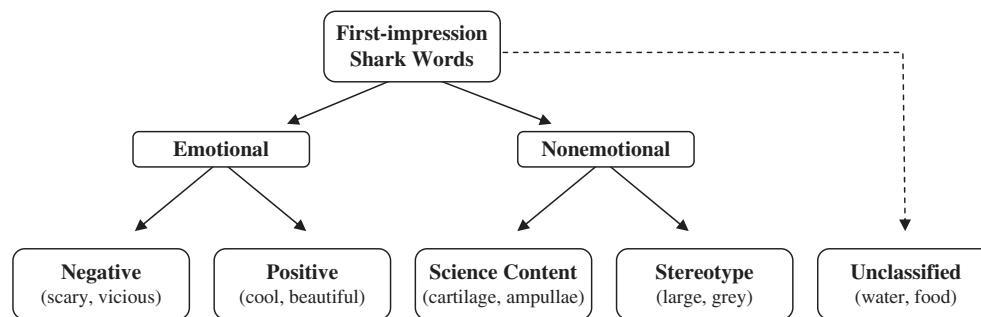 First-impression
Shark Words
Emotional
Nonemotional
Negative
(scary, vicious)
Positive
(cool, beautiful)
Science Content
(cartilage, ampullae)
Stereotype
(large, grey)
Unclassified
(water, food)